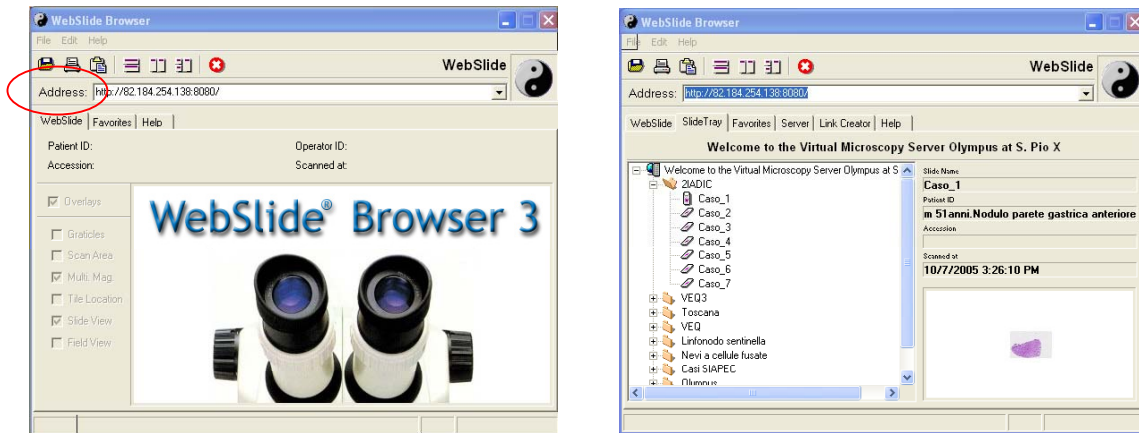 WebSlide Browser
File Edit Help
WebSlide
Address: http://82.184.254.138:8080/
WebSlide Favorites Help
Patient ID: Operator ID:
Accession: Scanned at:
Overlays
Graticles
Scan Area
Multi. Mag.
Tile Location
Slide View
Field View
WebSlide® Browser 3
WebSlide Browser
File Edit Help
WebSlide
Address: http://82.184.254.138:8080/
WebSlide SlideTray Favorites Server Link Creator Help
Welcome to the Virtual Microscopy Server Olympus at S. Pio X
Welcome to the Virtual Microscopy Server Olympus at S
2IADIC
Caso_1
Caso_2
Caso_3
Caso_4
Caso_5
Caso_6
Caso_7
VEQ3
Toscana
VEQ
Linfonodo sentinella
Nevi a cellule fusate
Casi SIAPEC
Olympus
Slide Name
Caso_1
Patient ID
m 51anni.Nodulo parete gastrica anteriore
Accession
Scanned at
10/7/2005 3:26:10 PM